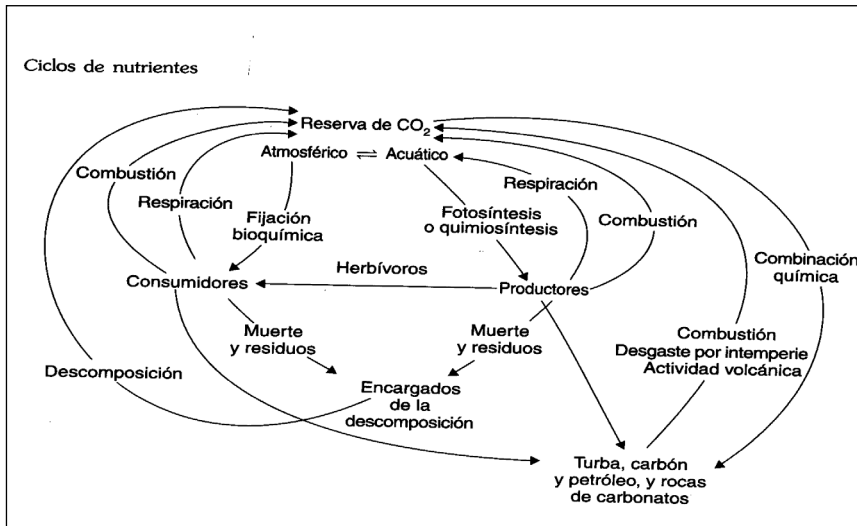 Ciclos de nutrientes
Reserva de CO₂
Atmosférico ⇌ Acuático
Combustión
Respiración
Fijación
bioquímica
Respiración
Fotosíntesis
o quimiosíntesis
Combustión
Combinación
química
Consumidores
Herbívoros
Productores
Muerte
y residuos
Muerte
y residuos
Combustión
Desgaste por intemperie
Actividad volcánica
Descomposición
Encargados
de la
descomposición
Turba, carbón
y petróleo, y rocas
de carbonatos